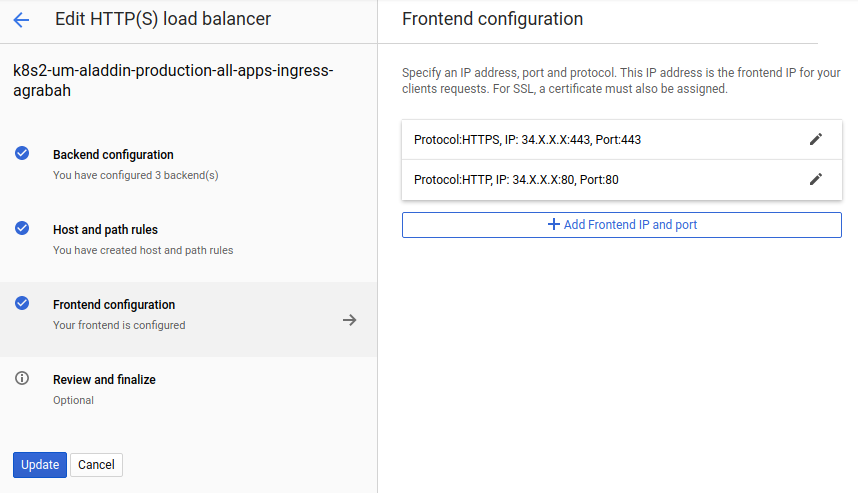 Edit HTTP(S) load balancer
k8s2-um-aladdin-production-all-apps-ingress-
agrabah
Backend configuration
You have configured 3 backend(s)
Host and path rules
You have created host and path rules
Frontend configuration
Your frontend is configured
Review and finalize
Optional
Update
Cancel
Frontend configuration
Specify an IP address, port and protocol. This IP address is the frontend IP for your
clients requests. For SSL, a certificate must also be assigned.
Protocol:HTTPS, IP: 34.X.X.X:443, Port:443
Protocol:HTTP, IP: 34.X.X.X:80, Port:80
Add Frontend IP and port